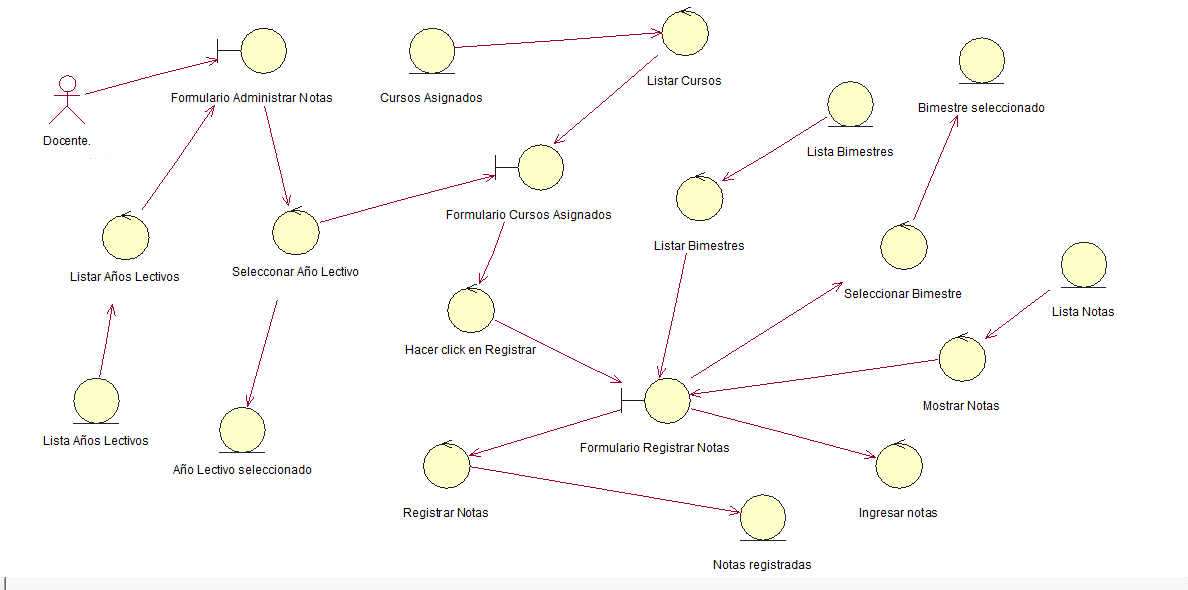 Formulario Administrar Notas
Cursos Asignados
Listar Cursos
Bimestre seleccionado
Docente.
Lista Bimestres
Formulario Cursos Asignados
Listar Bimestres
Listar Años Lectivos
Selecconar Año Lectivo
Seleccionar Bimestre
Lista Notas
Hacer click en Registrar
Mostrar Notas
Lista Años Lectivos
Formulario Registrar Notas
Año Lectivo seleccionado
Registrar Notas
Ingresar notas
Notas registradas